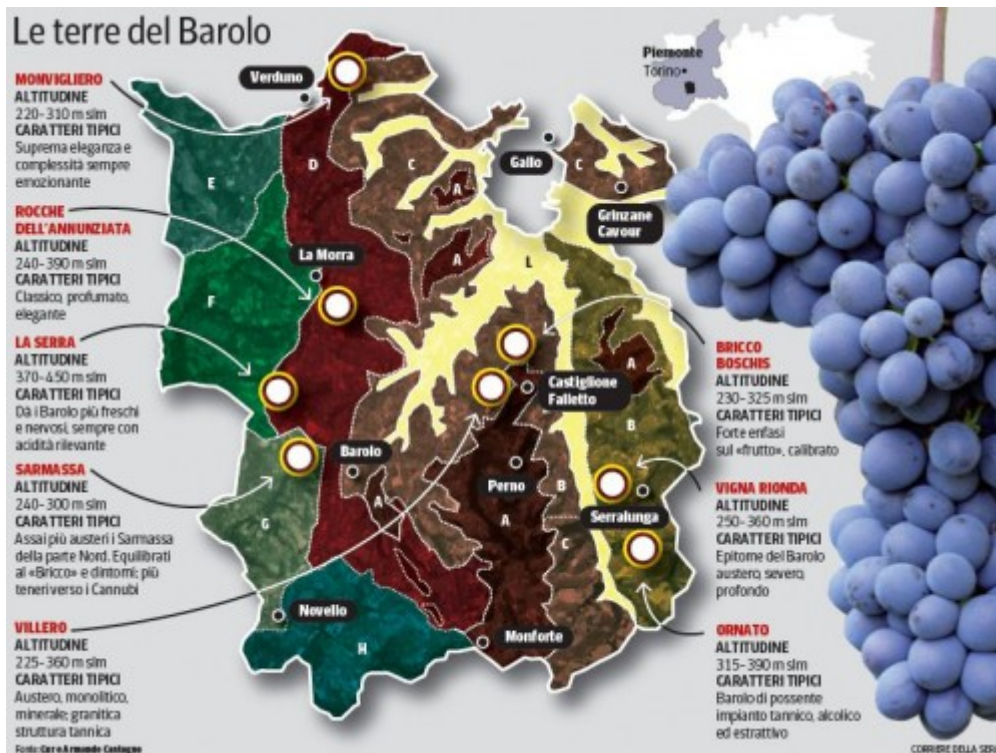 Le terre del Barolo
MONVIGLIERO
ALTITUDINE
220-310 m slm
CARATTERI TIPICI
Suprema eleganza e
complessità sempre
emozionante
ROCCHE
DELL'ANNUNZIATA
ALTITUDINE
240-390 m slm
CARATTERI TIPICI
Classico, profumato,
elegante
LA SERRA
ALTITUDINE
370-450 m slm
CARATTERI TIPICI
Dà i Barolo più freschi
e nervosi, sempre con
acidità rilevante
SARMASSA
ALTITUDINE
240-300 m slm
CARATTERI TIPICI
Assai più austeri i Sarmassa
della parte Nord. Equilibrati
al «Bricco» e dintorni; più
teneri verso i Cannubi
VILLERO
ALTITUDINE
225-360 m slm
CARATTERI TIPICI
Austero, monolitico,
minerale; granitica
struttura tannica
Fonte: Cur e Armando Castagno
Verduno
E
D
C
A
Gallo
C
Grinzane
Cavour
La Morra
A
L
F
A
Castiglione
Falletto
B
Barolo
A
Perno
A
B
Serralunga
C
G
Novello
H
Monforte
Piemonte
Torino
BRICCO
BOSCHIS
ALTITUDINE
230-325 m slm
CARATTERI TIPICI
Forte enfasi
sul «frutto», calibrato
VIGNA RIONDA
ALTITUDINE
250-360 m slm
CARATTERI TIPICI
Epitome del Barolo
austero, severo,
profondo
ORNATO
ALTITUDINE
315-390 m slm
CARATTERI TIPICI
Barolo di possente
impianto tannico, alcolico
ed estrattivo
CORRIERE DELLA SERA